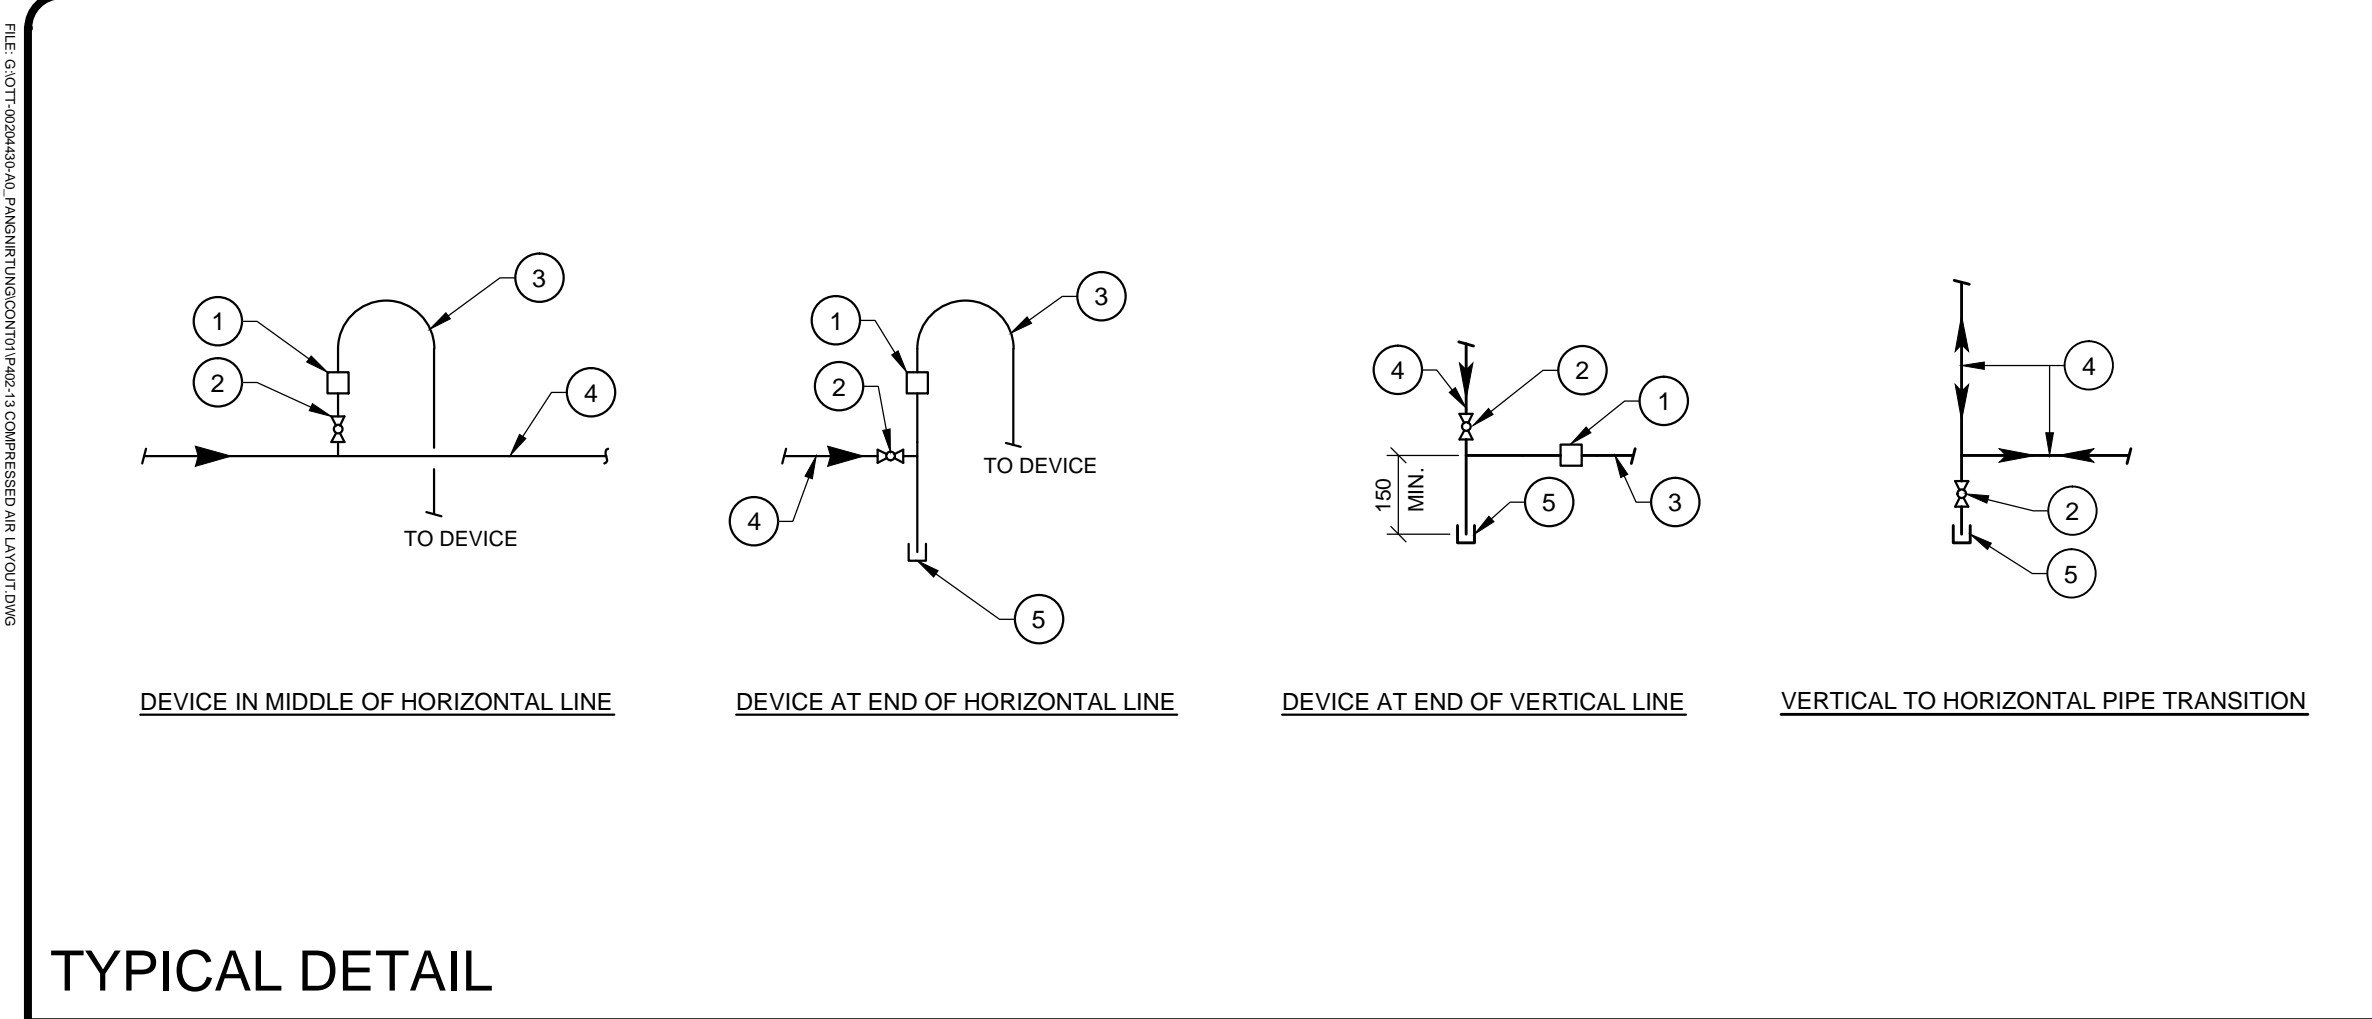 FILE: G:\OTT-00204430-A0_PANGNIRTUNG\CONT01\P402-13 COMPRESSED AIR LAYOUT.DWG
1
2
3
4
TO DEVICE
DEVICE IN MIDDLE OF HORIZONTAL LINE
1
2
3
4
5
TO DEVICE
DEVICE AT END OF HORIZONTAL LINE
4
2
1
150
MIN.
5
3
DEVICE AT END OF VERTICAL LINE
4
2
5
VERTICAL TO HORIZONTAL PIPE TRANSITION
TYPICAL DETAIL